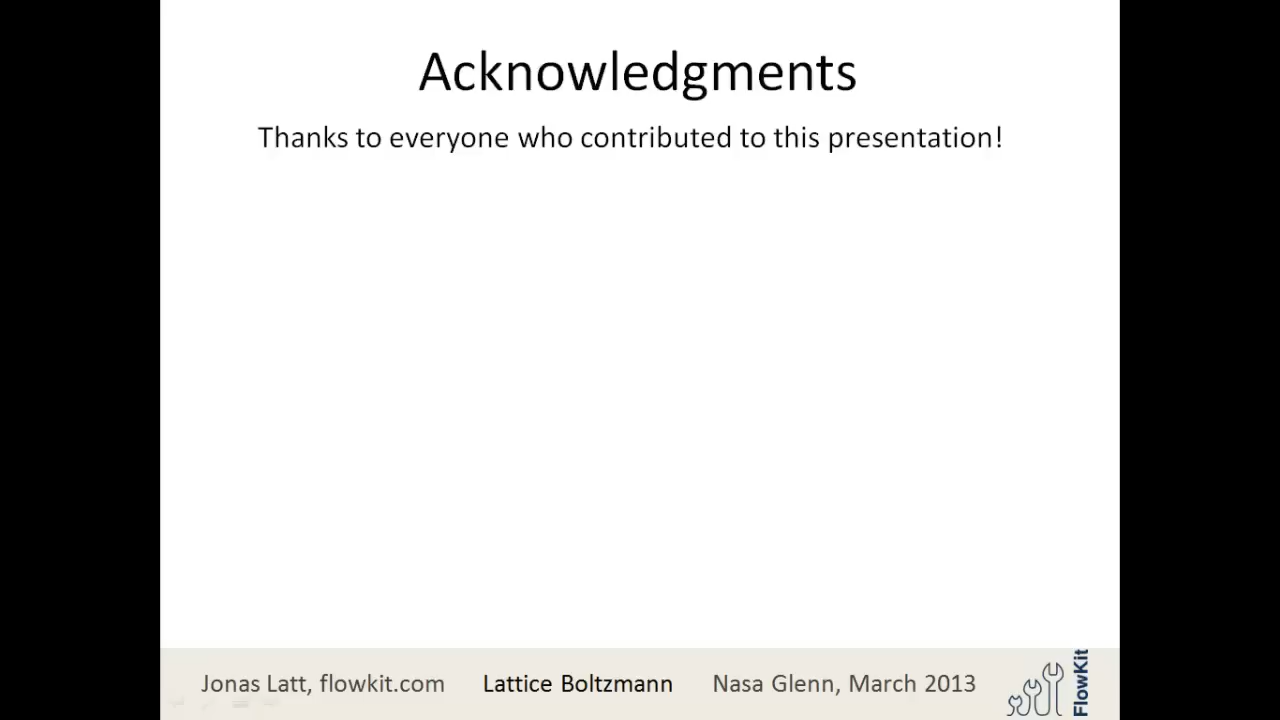 Acknowledgments
Thanks to everyone who contributed to this presentation!
Jonas Latt, flowkit.com Lattice Boltzmann Nasa Glenn, March 2013
FlowKit